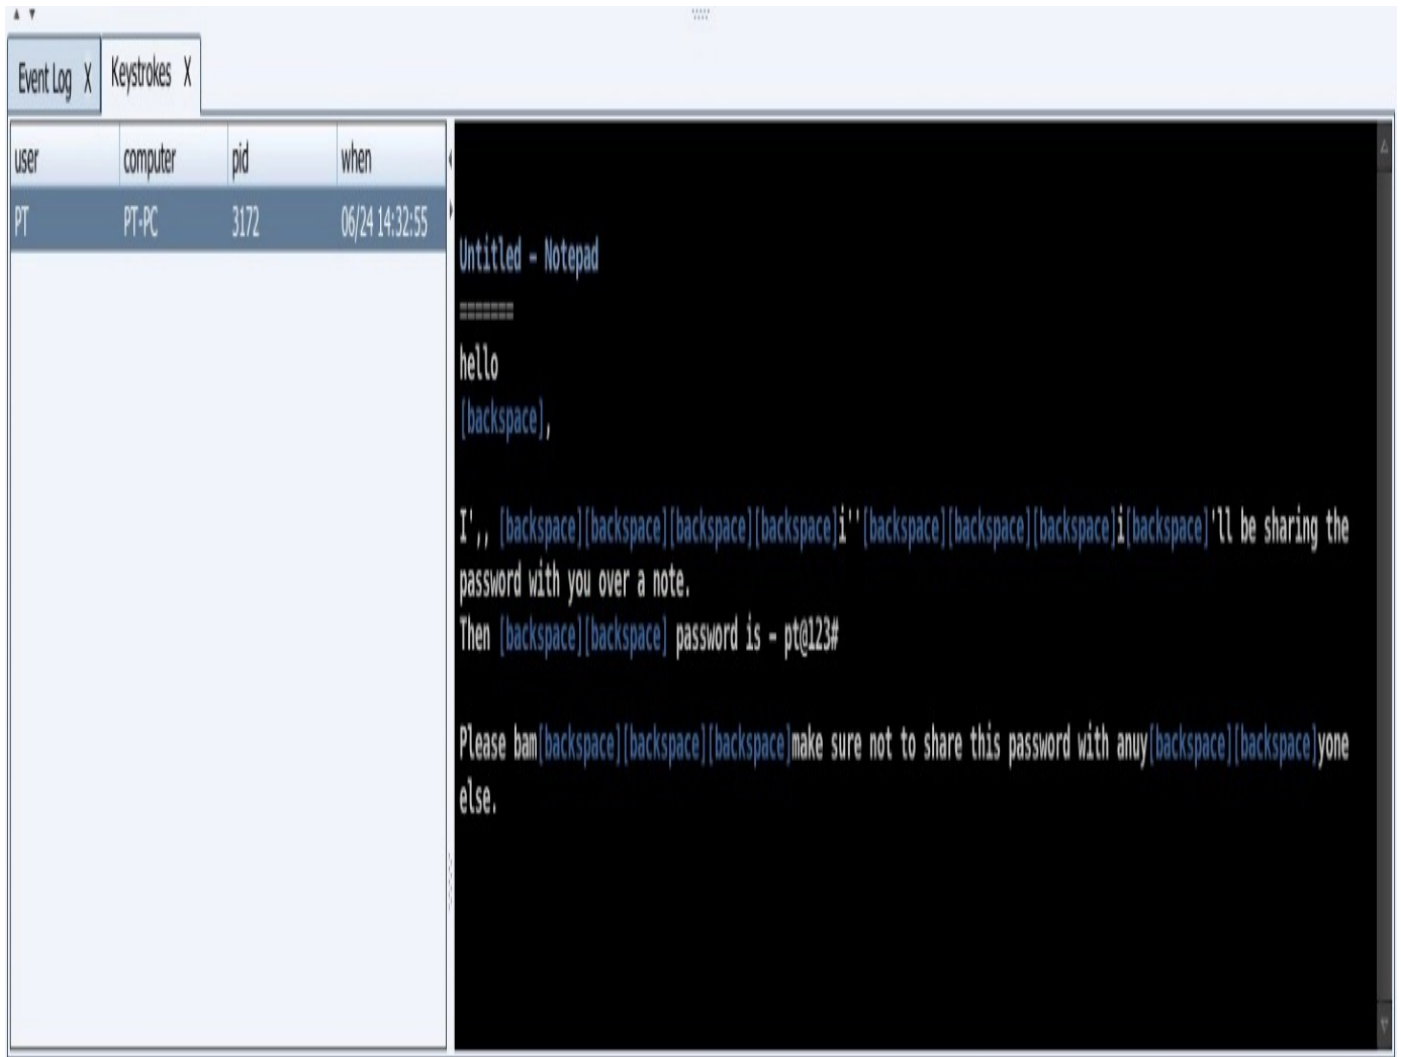 Event Log X Keystrokes X
user computer pid when
PT PT-PC 3172 06/24 14:32:55
Untitled - Notepad
=======
hello
[backspace],
I',, [backspace][backspace][backspace][backspace]i''[backspace][backspace][backspace]i[backspace]'ll be sharing the
password with you over a note.
Then [backspace][backspace] password is - pt@123#
Please bam[backspace][backspace][backspace]make sure not to share this password with anuy[backspace][backspace]yone
else.